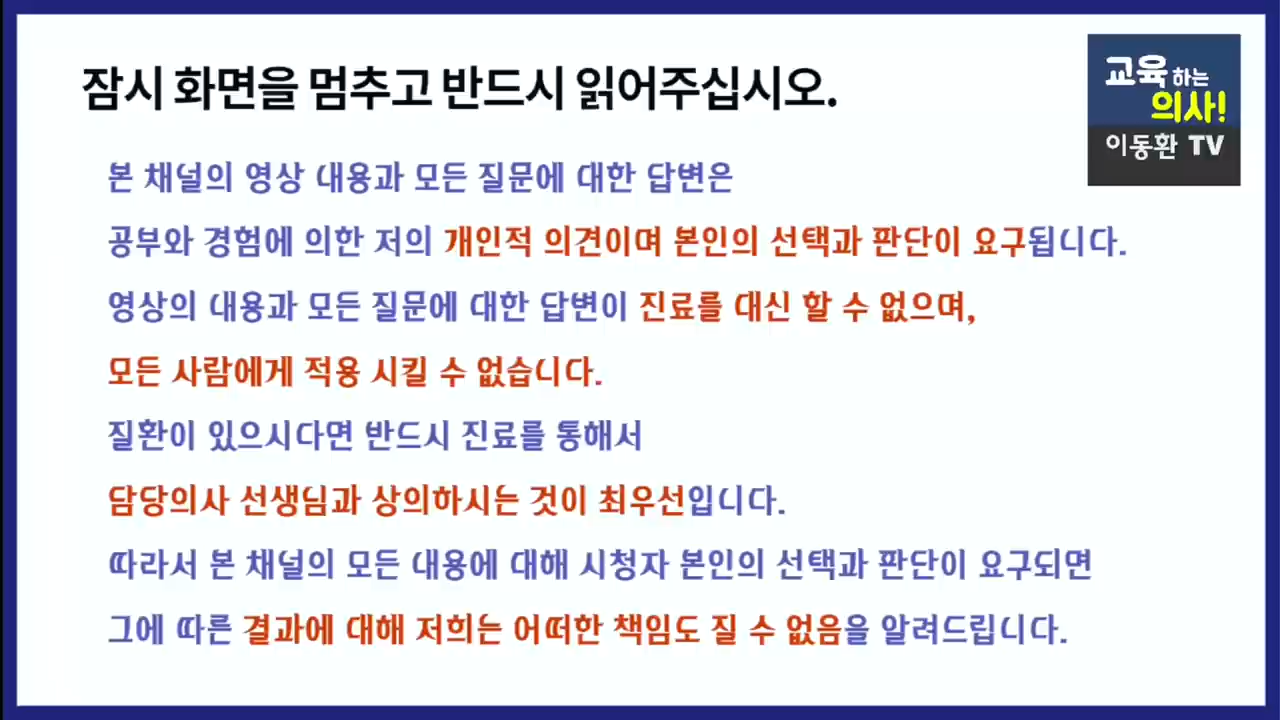 잠시 화면을 멈추고 반드시 읽어주십시오.
교육 하는
의사!
이동환 TV
본 채널의 영상 내용과 모든 질문에 대한 답변은
공부와 경험에 의한 저의 개인적 의견이며 본인의 선택과 판단이 요구됩니다.
영상의 내용과 모든 질문에 대한 답변이 진료를 대신 할 수 없으며,
모든 사람에게 적용 시킬 수 없습니다.
질환이 있으시다면 반드시 진료를 통해서
담당의사 선생님과 상의하시는 것이 최우선입니다.
따라서 본 채널의 모든 내용에 대해 시청자 본인의 선택과 판단이 요구되면
그에 따른 결과에 대해 저희는 어떠한 책임도 질 수 없음을 알려드립니다.